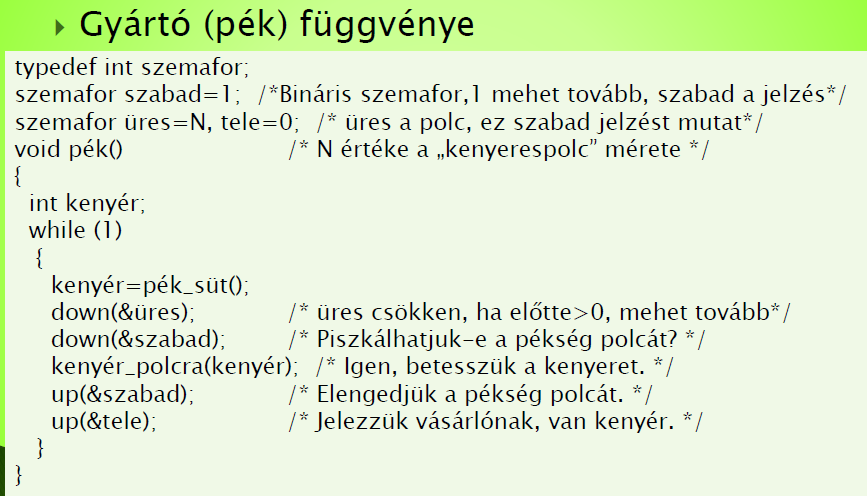 Gyártó (pék) függvénye
typedef int szemafor;
szemafor szabad=1; /*Bináris szemafor,1 mehet tovább, szabad a jelzés*/
szemafor üres=N, tele=0; /* üres a polc, ez szabad jelzést mutat*/
void pék() /* N értéke a „kenyerespolc” mérete */
{
int kenyér;
while (1)
{
kenyér=pék_süt();
down(&üres); /* üres csökken, ha előtte>0, mehet tovább*/
down(&szabad); /* Piszkálhatjuk-e a pékség polcát? */
kenyér_polcra(kenyér); /* Igen, betesszük a kenyeret. */
up(&szabad); /* Elengedjük a pékség polcát. */
up(&tele); /* Jelezzük vásárlónak, van kenyér. */
}
}